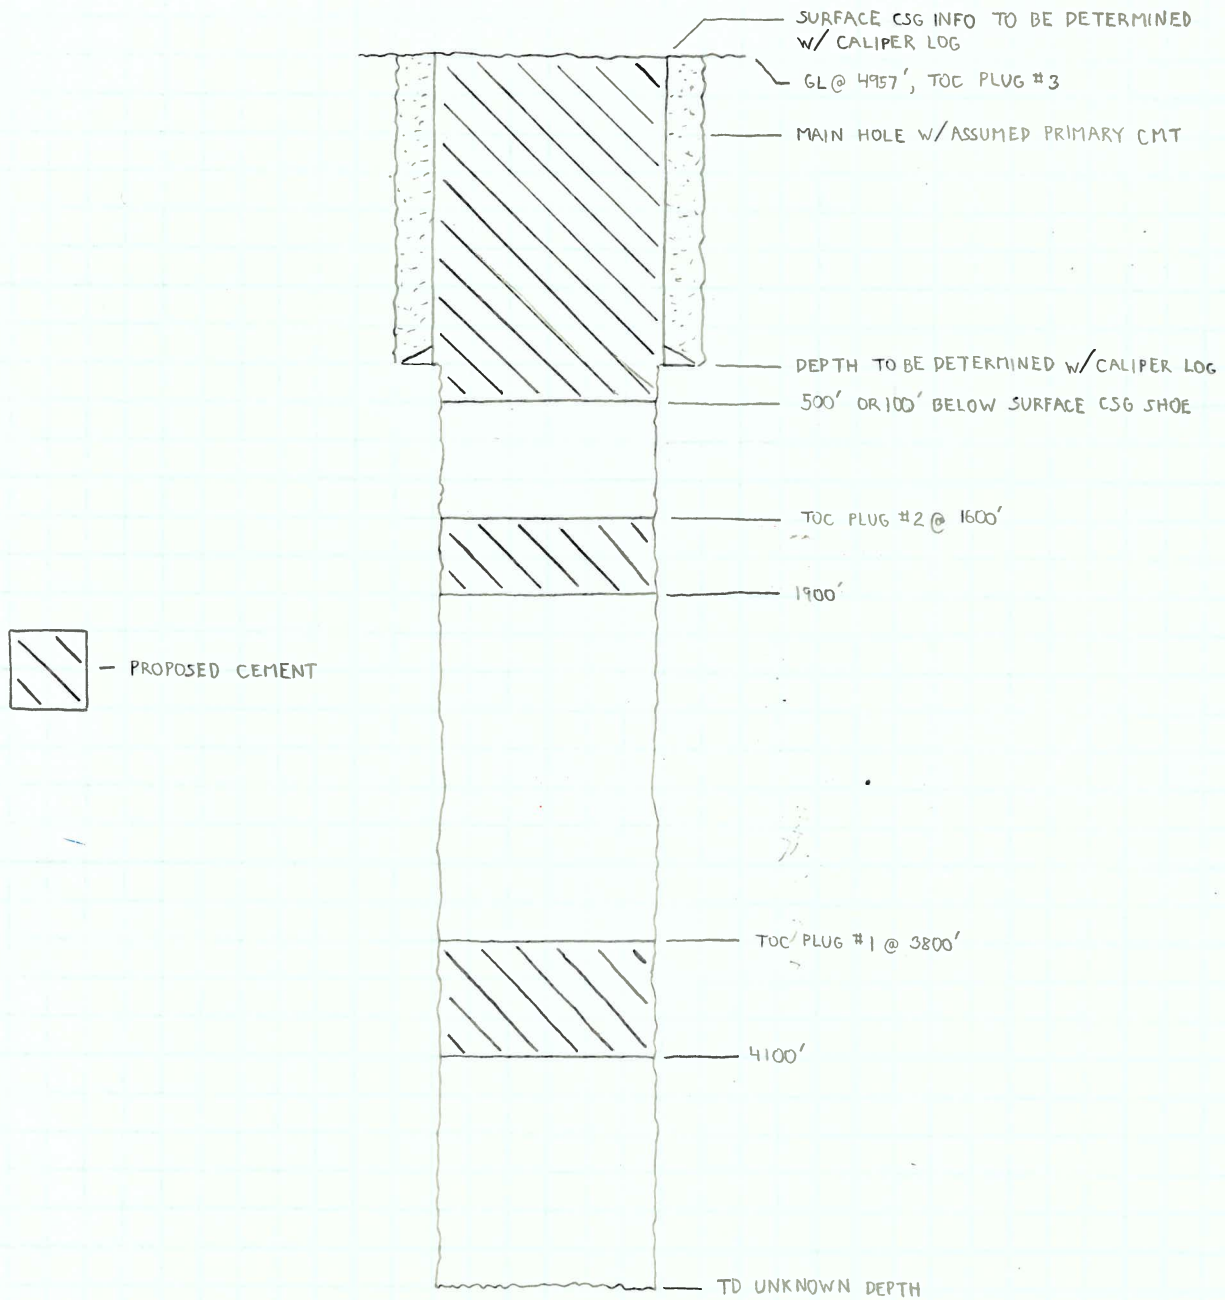 SURFACE CSG INFO TO BE DETERMINED
W/ CALIPER LOG
GL@ 4957', TOC PLUG #3
MAIN HOLE W/ASSUMED PRIMARY CMT
DEPTH TO BE DETERMINED W/CALIPER LOG
500' OR 100' BELOW SURFACE CSG SHOE
TOC PLUG #2 @ 1600'
1900'
— PROPOSED CEMENT
TOC PLUG #1 @ 3800'
4100'
TD UNKNOWN DEPTH